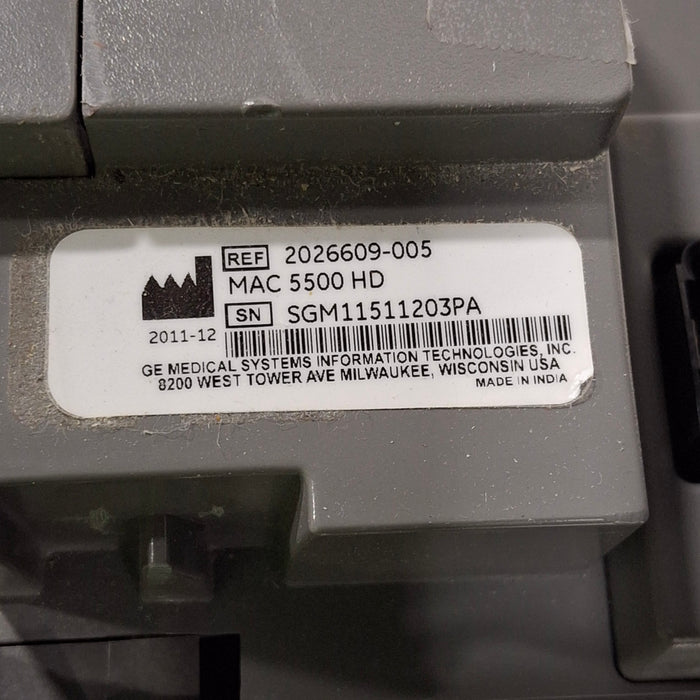 REF 2026609-005
MAC 5500 HD
SN SGM11511203PA
2011-12
GE MEDICAL SYSTEMS INFORMATION TECHNOLOGIES, INC.
8200 WEST TOWER AVE MILWAUKEE, WISCONSIN USA
MADE IN INDIA